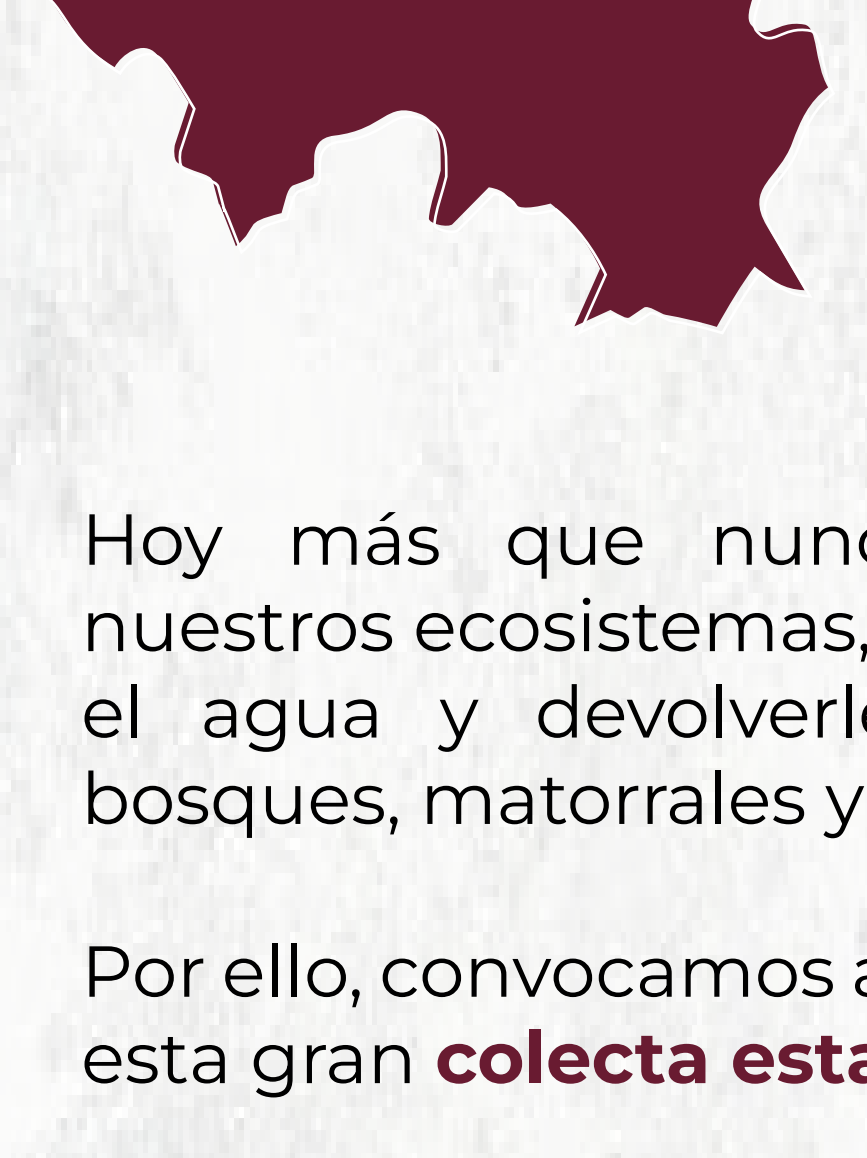 Hoy más que
nuestros ecosistemas,
el agua y
bosques, matorrales y
Por ello, convocamos
esta gran colecta